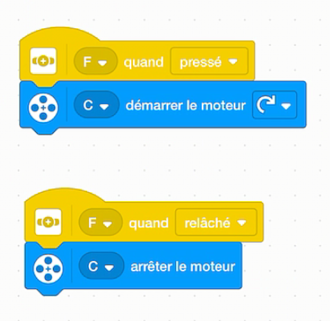 F quand pressé
C démarrer le moteur
F quand relâché
C arrêter le moteur